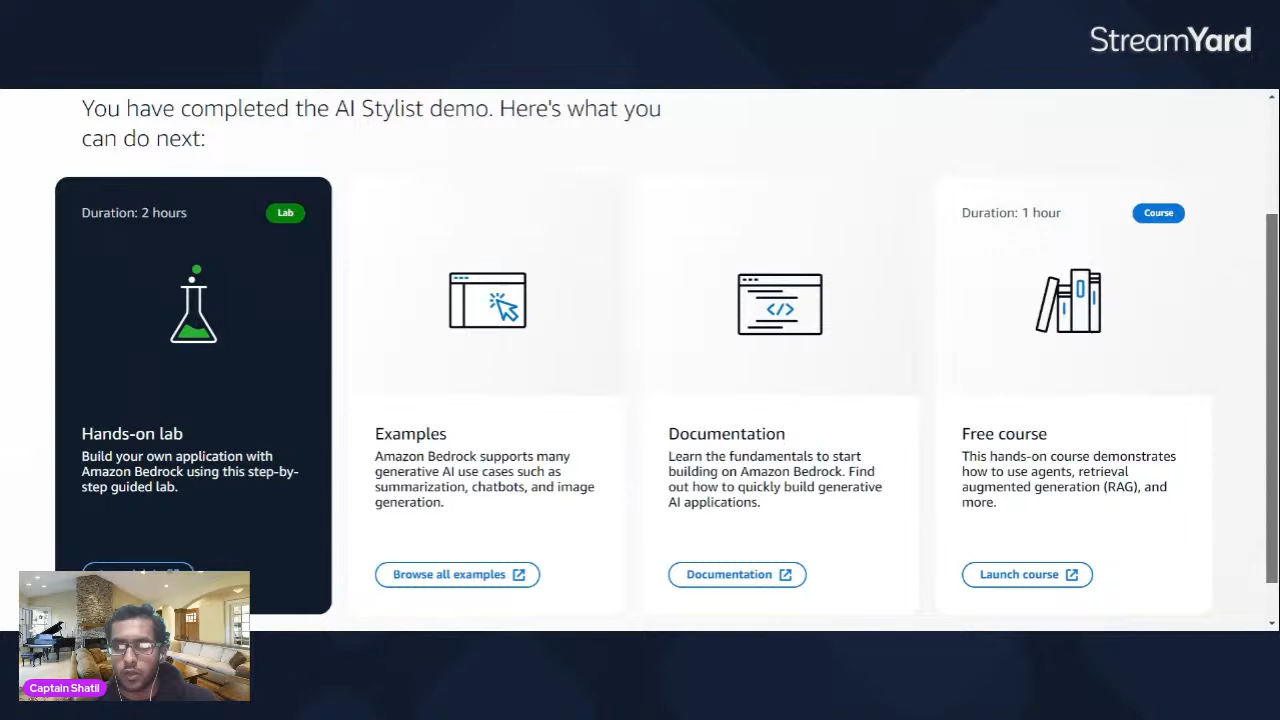 StreamYard
You have completed the AI Stylist demo. Here's what you
can do next:
Duration: 2 hours
Lab
Hands-on lab
Build your own application with
Amazon Bedrock using this step-by-
step guided lab.
Examples
Amazon Bedrock supports many
generative AI use cases such as
summarization, chatbots, and image
generation.
Browse all examples
Documentation
Learn the fundamentals to start
building on Amazon Bedrock. Find
out how to quickly build generative
AI applications.
Documentation
Duration: 1 hour
Course
Free course
This hands-on course demonstrates
how to use agents, retrieval
augmented generation (RAG), and
more.
Launch course
Captain Shatil